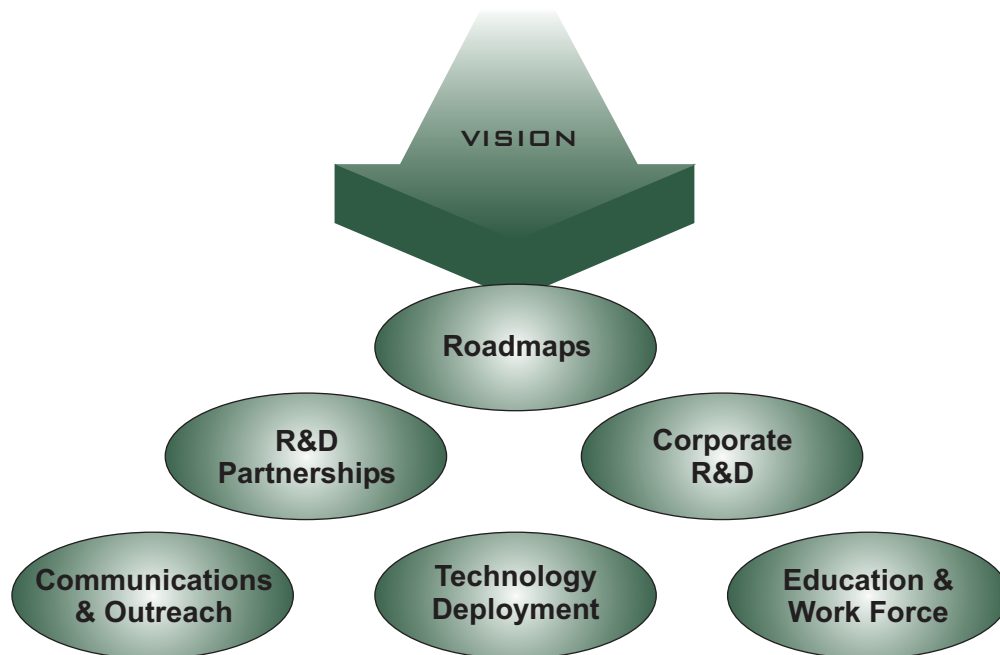 VISION
Roadmaps
R&D
Partnerships
Corporate
R&D
Communications
& Outreach
Technology
Deployment
Education &
Work Force